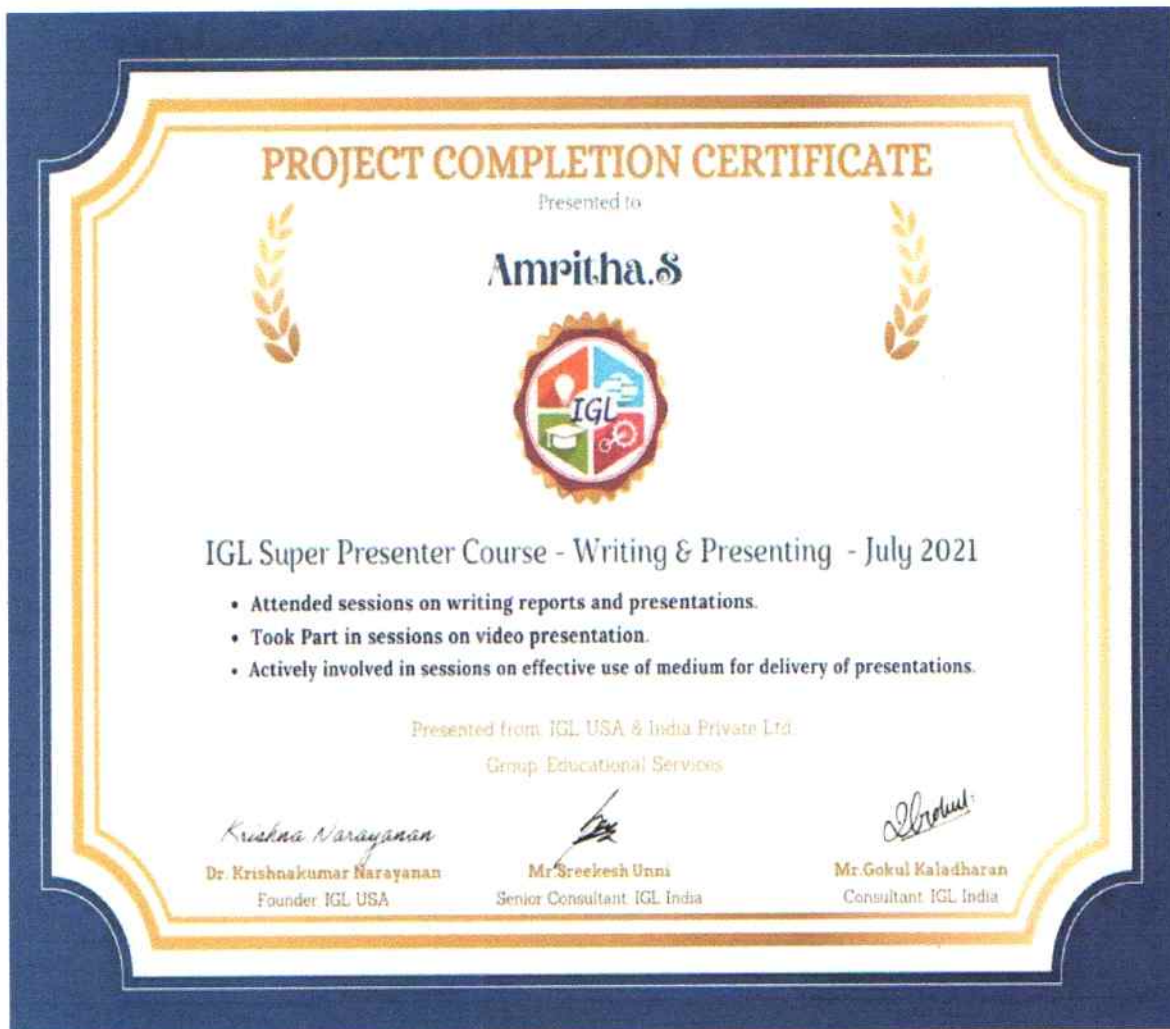 PROJECT COMPLETION CERTIFICATE
Presented to
Amritha.S
IGL
IGL Super Presenter Course - Writing & Presenting - July 2021
• Attended sessions on writing reports and presentations.
• Took Part in sessions on video presentation.
• Actively involved in sessions on effective use of medium for delivery of presentations.
Presented from IGL USA & India Private Ltd.
Group Educational Services
Krishna Narayanan
Dr. Krishnakumar Narayanan
Mr.Sreekesh Unni
Mr.Gokul Kaladharan
Founder IGL USA
Senior Consultant IGL India
Consultant IGL India